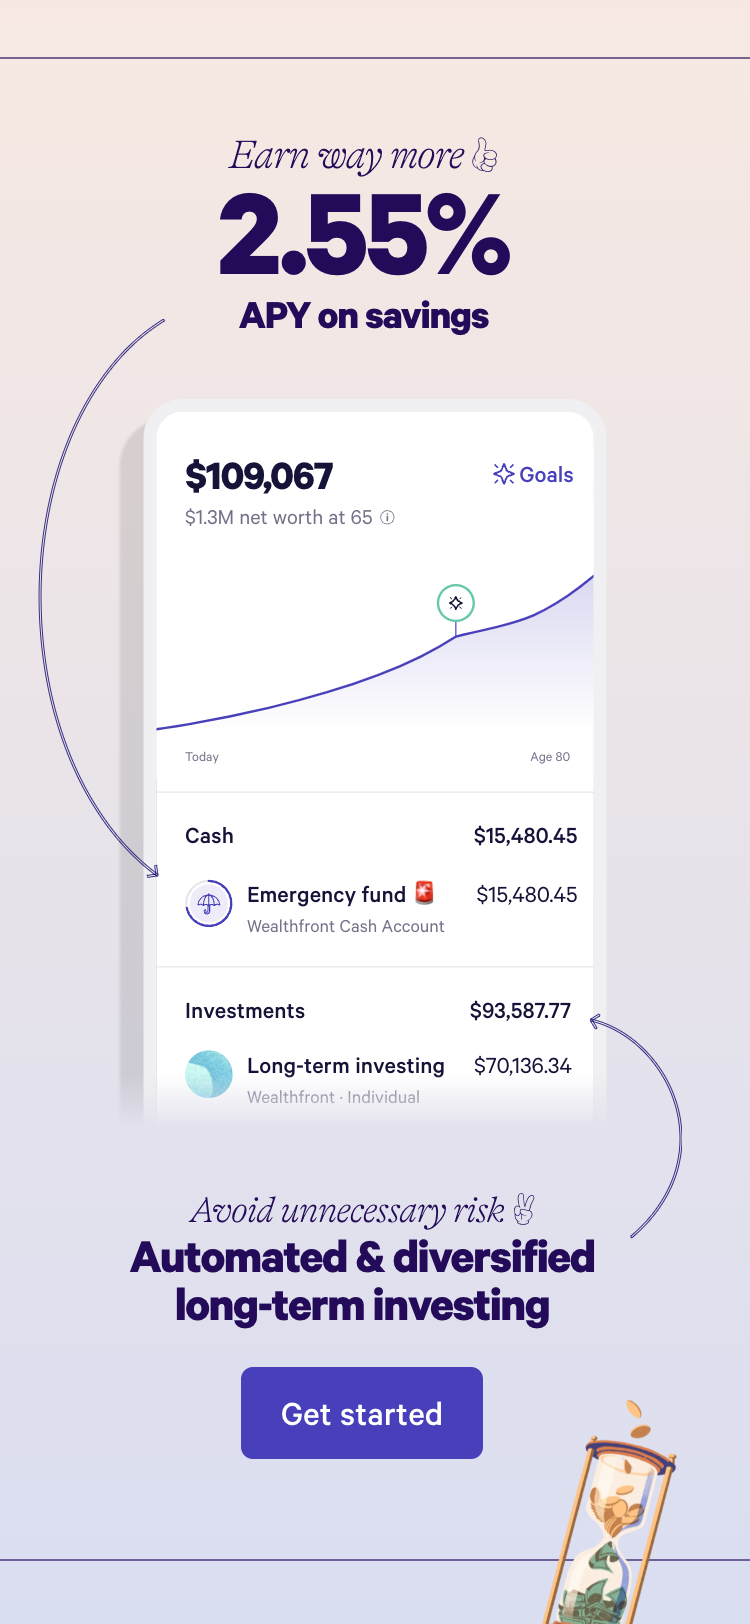 Earn way more 👍
2.55%
APY on savings
$109,067
Goals
$1.3M net worth at 65 ⓘ
Today
Age 80
Cash
$15,480.45
Emergency fund 🚨
$15,480.45
Wealthfront Cash Account
Investments
$93,587.77
Long-term investing
$70,136.34
Wealthfront · Individual
Avoid unnecessary risk ✌
Automated & diversified
long-term investing
Get started